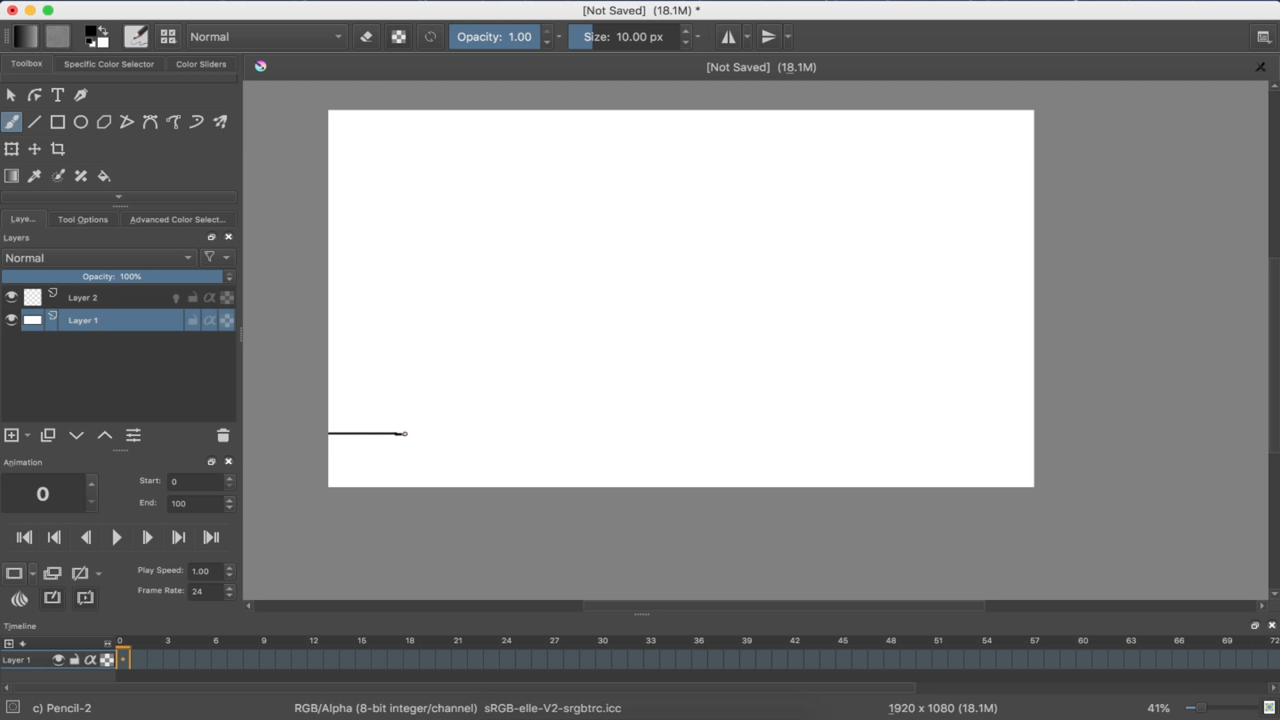 [Not Saved] (18.1M) *
Normal
Opacity: 1.00
Size: 10.00 px
Toolbox
Specific Color Selector
Color Sliders
[Not Saved] (18.1M)
Laye...
Tool Options
Advanced Color Select...
Layers
Normal
Opacity: 100%
Layer 2
Layer 1
Animation
0
Start: 0
End: 100
Play Speed: 1.00
Frame Rate: 24
Timeline
0 3 6 9 12 15 18 21 24 27 30 33 36 39 42 45 48 51 54 57 60 63 66 69 72
Layer 1
c) Pencil-2
RGB/Alpha (8-bit integer/channel) sRGB-elle-V2-srgbtrc.icc
1920 x 1080 (18.1M)
41%